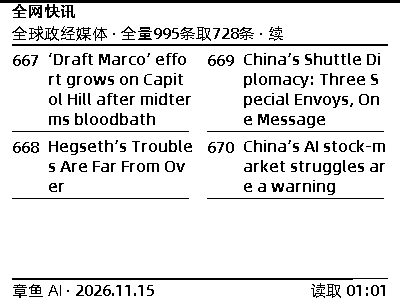 全网快讯
全球政经媒体 · 全量995条取728条 · 续
667 ‘Draft Marco’ effo
rt grows on Capit
ol Hill after midter
ms bloodbath
668 Hegseth’s Trouble
s Are Far From Ov
er
669 China’s Shuttle Di
plomacy: Three S
pecial Envoys, On
e Message
670 China’s AI stock-m
arket struggles ar
e a warning
章鱼 AI · 2026.11.15
读取 01:01